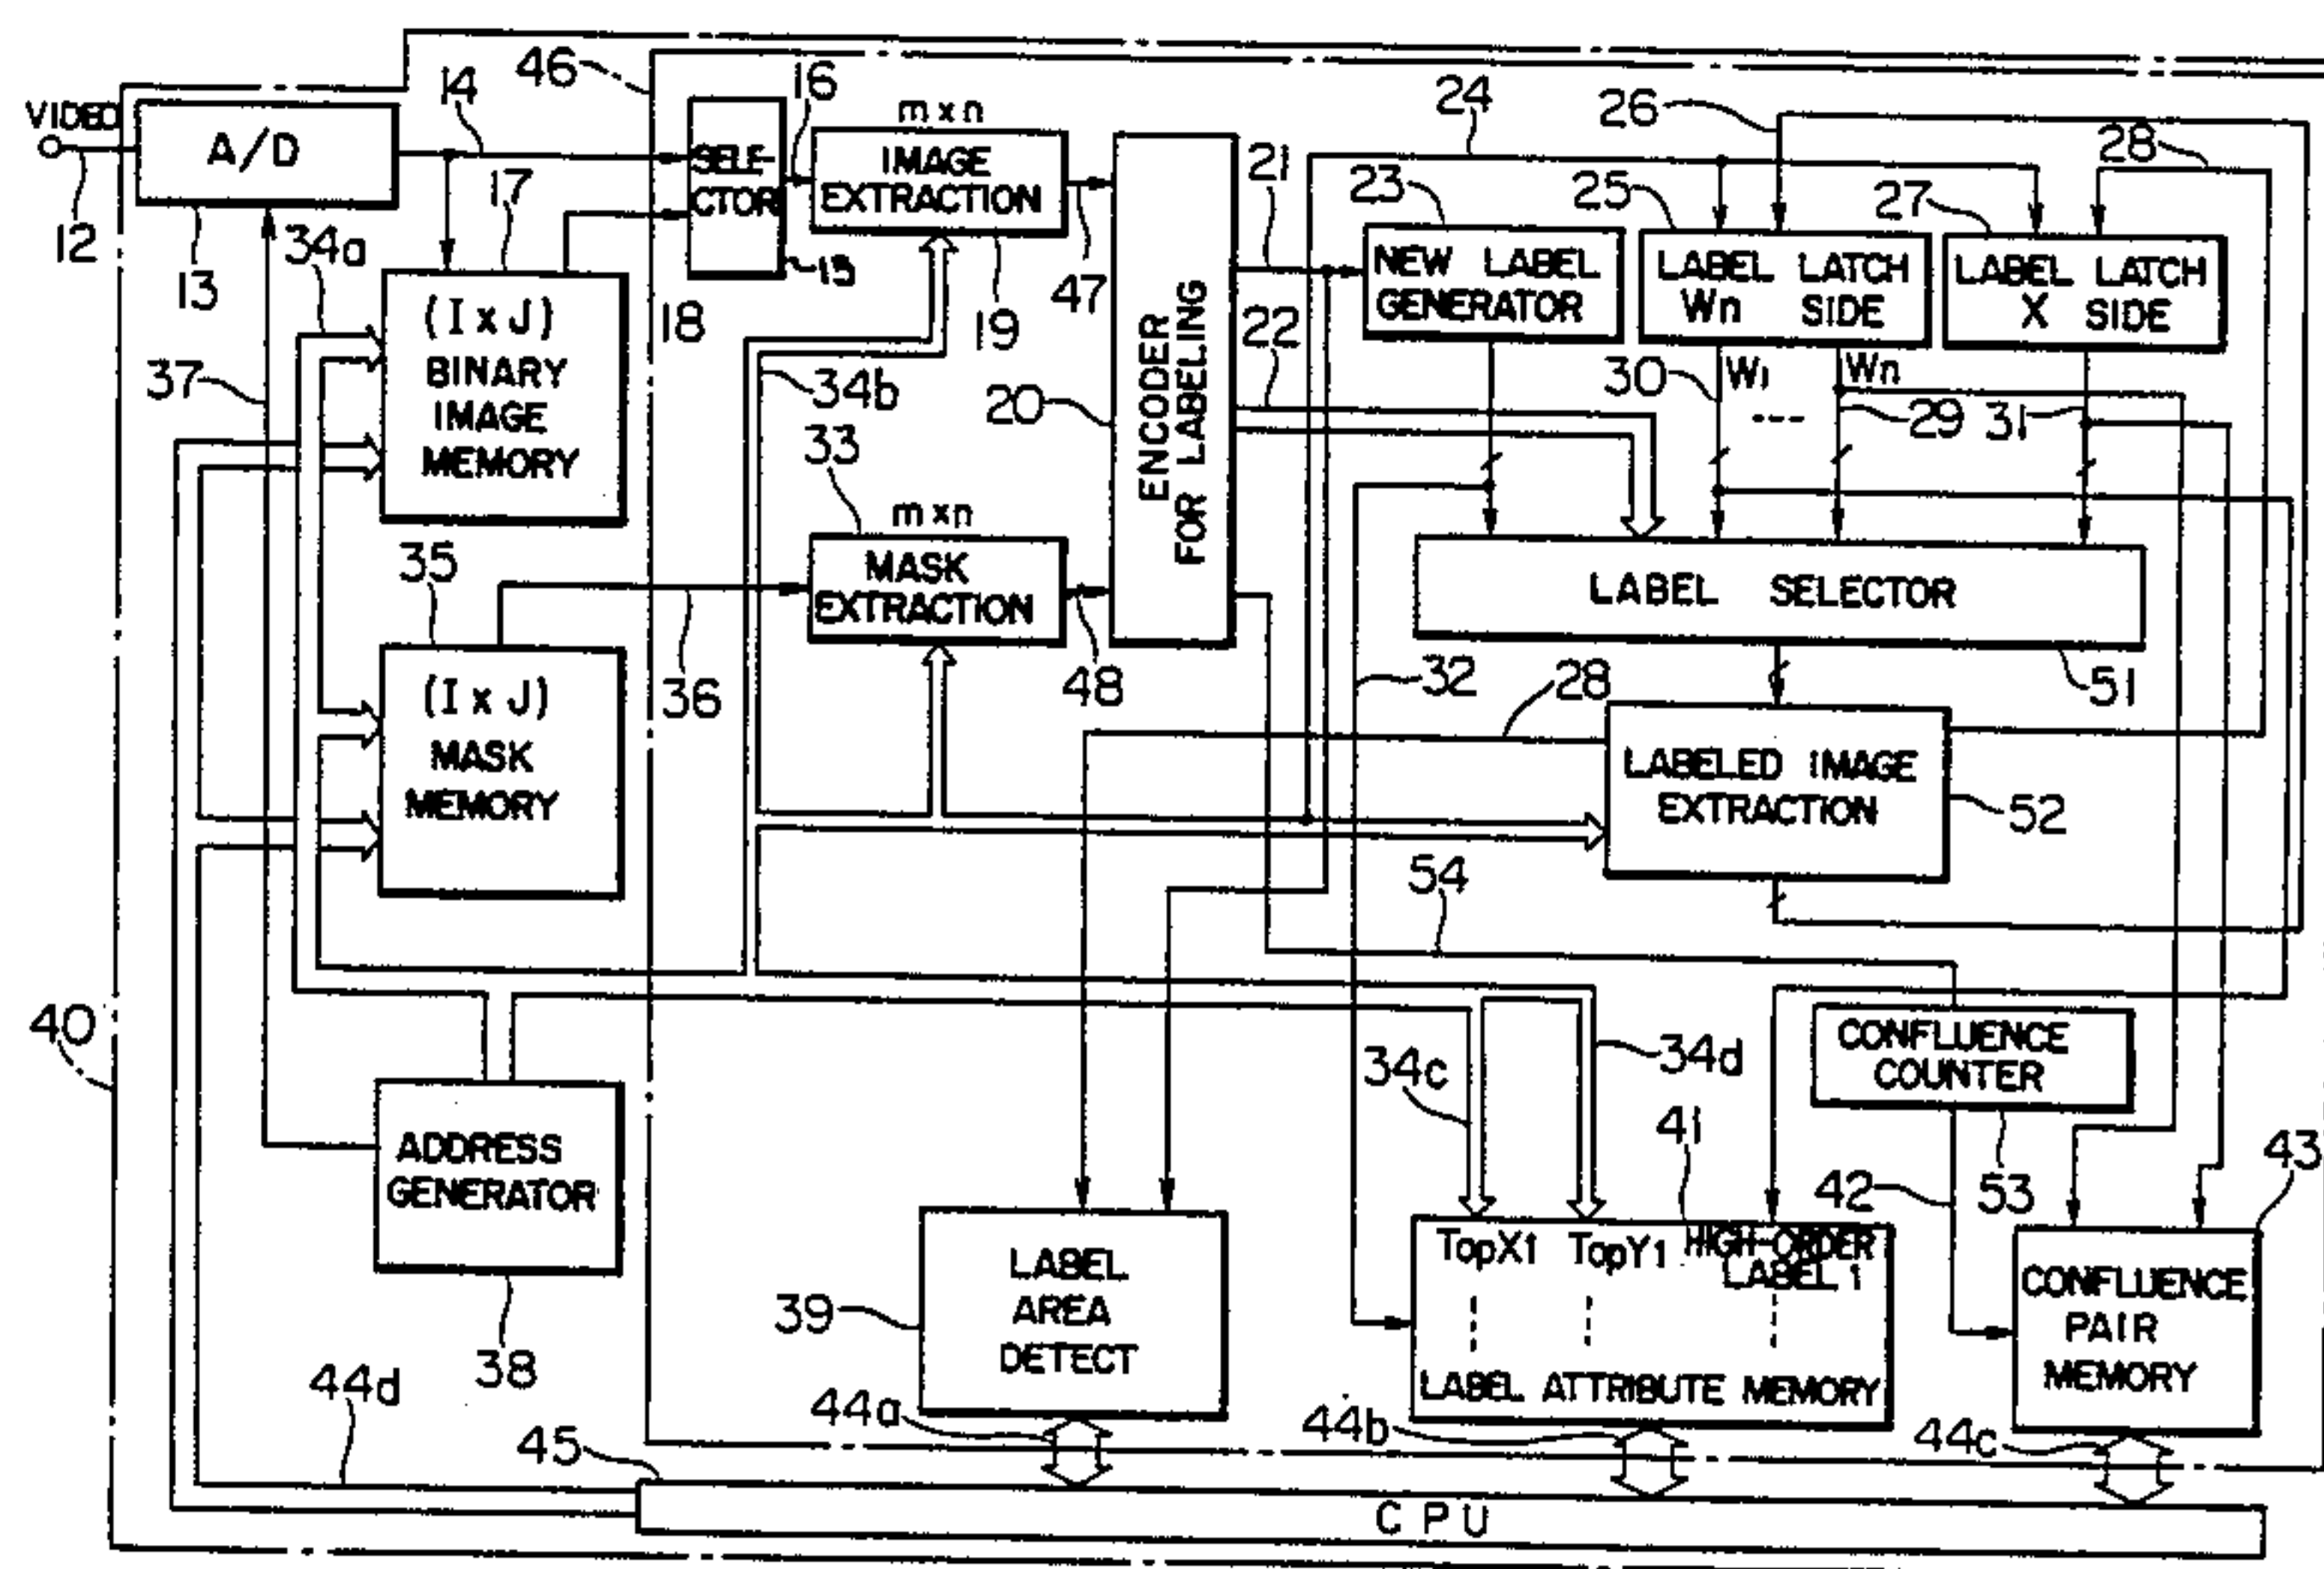 VIDEO
12
A/D
13
14
46
16
m x n
SELE-
CTOR
15
IMAGE
EXTRACTION
19
47
17
18
34a
37
(I x J)
BINARY
IMAGE
MEMORY
34b
33
m x n
MASK
EXTRACTION
48
20
ENCODER
FOR LABELING
21
22
24
26
28
23
NEW LABEL
GENERATOR
25
LABEL LATCH
Wn SIDE
27
LABEL LATCH
X SIDE
30
W1
----
Wn
29
31
LABEL SELECTOR
51
35
(I x J)
MASK
MEMORY
36
32
28
LABELED IMAGE
EXTRACTION
52
54
40
ADDRESS
GENERATOR
38
34c
34d
CONFLUENCE
COUNTER
53
41
42
43
39
LABEL
AREA
DETECT
TopX1 TopY1 HIGH-ORDER
LABEL 1
LABEL ATTRIBUTE MEMORY
CONFLUENCE
PAIR
MEMORY
44d
45
44a
44b
44c
CPU